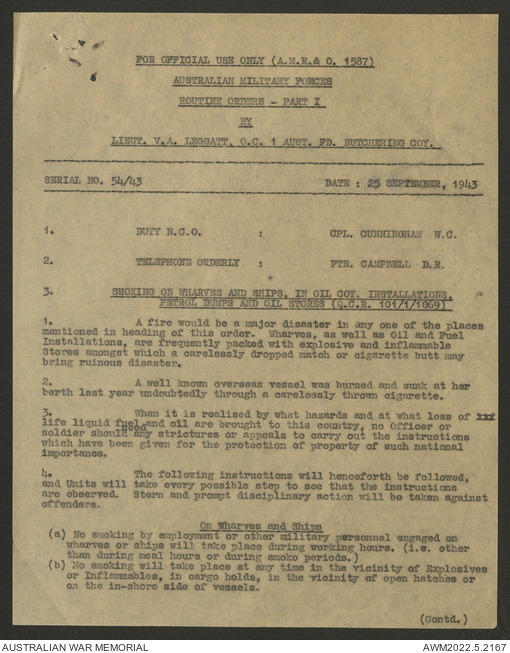 FOR OFFICIAL USE ONLY (A.M.R.& O. 1587)
AUSTRALIAN MILITARY FORCES
ROUTINE ORDERS - PART I
BY
LIEUT. V.A. LEGGATT. O.C. 1 AUST. FD. BUTCHERING COY.
SERIAL NO. 54/43 DATE : 25 SEPTEMBER, 1943
1. DUTY N.C.O. : CPL. CUNNINGHAM W.C.
2. TELEPHONE ORDERLY : PTE. CAMPBELL D.R.
3. SMOKING ON WHARVES AND SHIPS, IN OIL COY. INSTALLATIONS,
PETROL DUMPS AND OIL STORES (Q.C.R. 101/1/1069)
1. A fire would be a major disaster in any one of the places
mentioned in heading of this order. Wharves, as well as Oil and Fuel
Installations, are frequently packed with explosive and inflammable
Stores amongst which a carelessly dropped match or cigarette butt may
bring ruinous disaster.
2. A well known overseas vessel was burned and sunk at her
berth last year undoubtedly through a carelessly thrown cigarette.
3. When it is realised by what hazards and at what loss of
life liquid fuel and oil are brought to this country, no Officer or
soldier should need any strictures or appeals to carry out the instructions
which have been given for the protection of property of such national
importance.
4. The following instructions will henceforth be followed,
and Units will take every possible step to see that the instructions
are observed. Stern and prompt disciplinary action will be taken against
offenders.
On Wharves and Ships
(a) No smoking by employment or other military personnel engaged on
wharves or ships will take place during working hours. (i.e. other
than during meal hours or during smoko periods.)
(b) No smoking will take place at any time in the vicinity of Explosives
or Inflammables, in cargo holds, in the vicinity of open hatches or
on the in-shore side of vessels.
(Contd.)
AUSTRALIAN WAR MEMORIAL AWM2022.5.2167